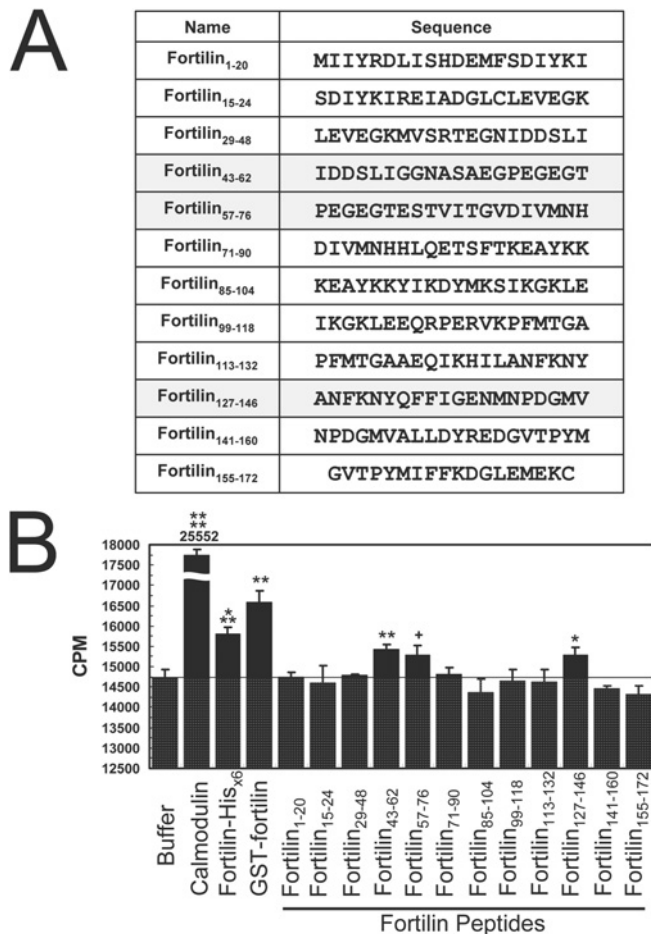 A
Name Sequence
Fortilin1-20 MIIYRDLISHDEMFSDIYKI
Fortilin15-24 SDIYKIREIADGLCLEVEGK
Fortilin29-48 LEVEGKMVSRTEGNIDDSLI
Fortilin43-62 IDDSLIGGNASAEGPEGEGT
Fortilin57-76 PEGEGTESTVITGVDIVMNH
Fortilin71-90 DIVMNHHLQETSFTKEAYKK
Fortilin85-104 KEAYKKYIKDYMKSIKGKLE
Fortilin99-118 IKGKLEEQRPERVKPFMTGA
Fortilin113-132 PFMTGAAEQIKHILANFKNY
Fortilin127-146 ANFKNYQFFIGENMNPDGMV
Fortilin141-160 NPDGMVALLDYREDGVTPYM
Fortilin155-172 GVTPYMIFFKDGLEMEKC
B
CPM
18000
17500
16500
16000
15500
15000
14500
14000
13500
13000
12500
**
**
25552
*
**
**
**
+
*
Buffer
Calmodulin
Fortilin-Hisx6
GST-fortilin
Fortilin1-20
Fortilin15-24
Fortilin29-48
Fortilin43-62
Fortilin57-76
Fortilin71-90
Fortilin85-104
Fortilin99-118
Fortilin113-132
Fortilin127-146
Fortilin141-160
Fortilin155-172
Fortilin Peptides